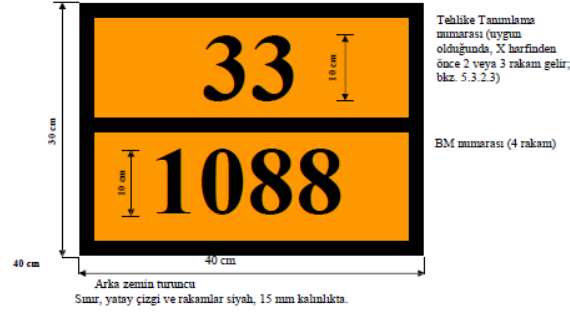 33
10 cm
Tehlike Tanımlama
numarası (uygun
olduğunda, X harfinden
önce 2 veya 3 rakam gelir;
bkz. 5.3.2.3)
30 cm
1088
10 cm
BM numarası (4 rakam)
40 cm
40 cm
Arka zemin turuncu
Sınır, yatay çizgi ve rakamlar siyah, 15 mm kalınlıkta.